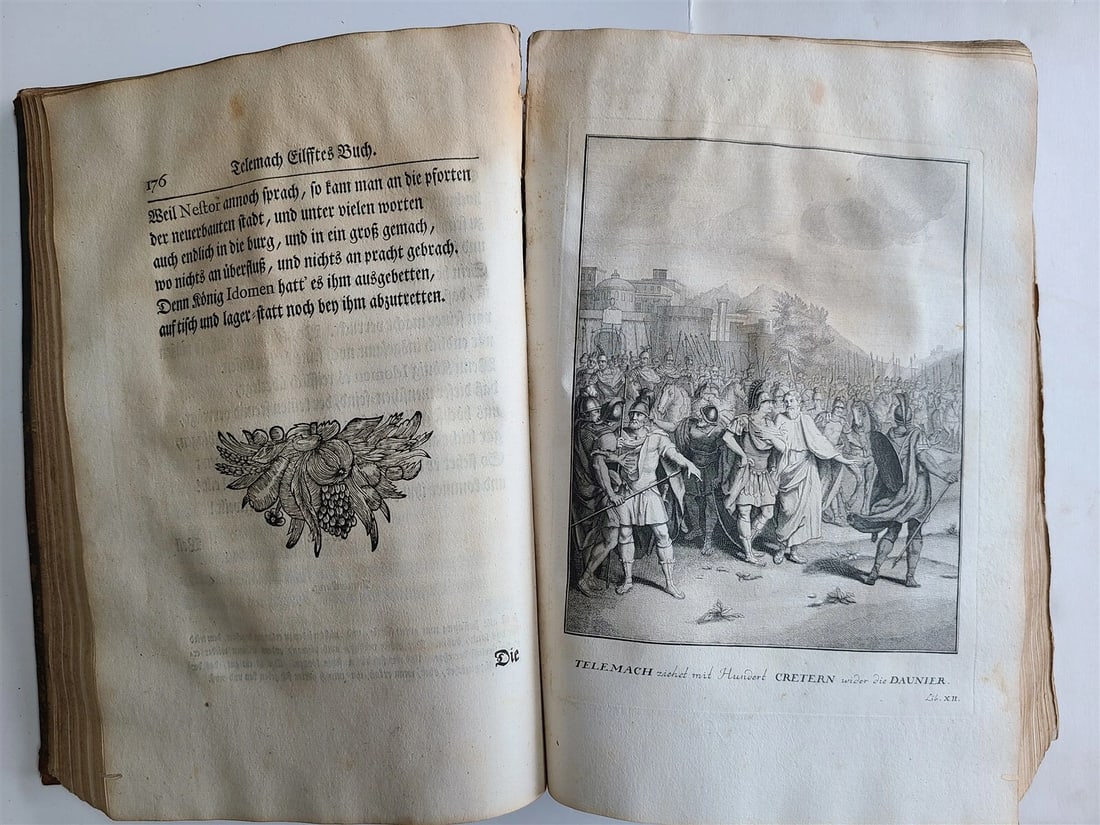 176
Telemach Eilfftes Buch.
Weil Nestor annoch sprach, so kam man an die pforten
der neuerbauten stadt, und unter vielen worten
auch endlich in die burg, und in ein groß gemach,
wo nichts an überfluß, und nichts an pracht gebrach.
Denn König Idomen hatt' es ihm ausgebetten,
auf tisch und lager-statt noch bey ihm abzutretten.
Die
TELEMACH ziehet mit Hundert CRETERN wider die DAUNIER.
Lib. XII.